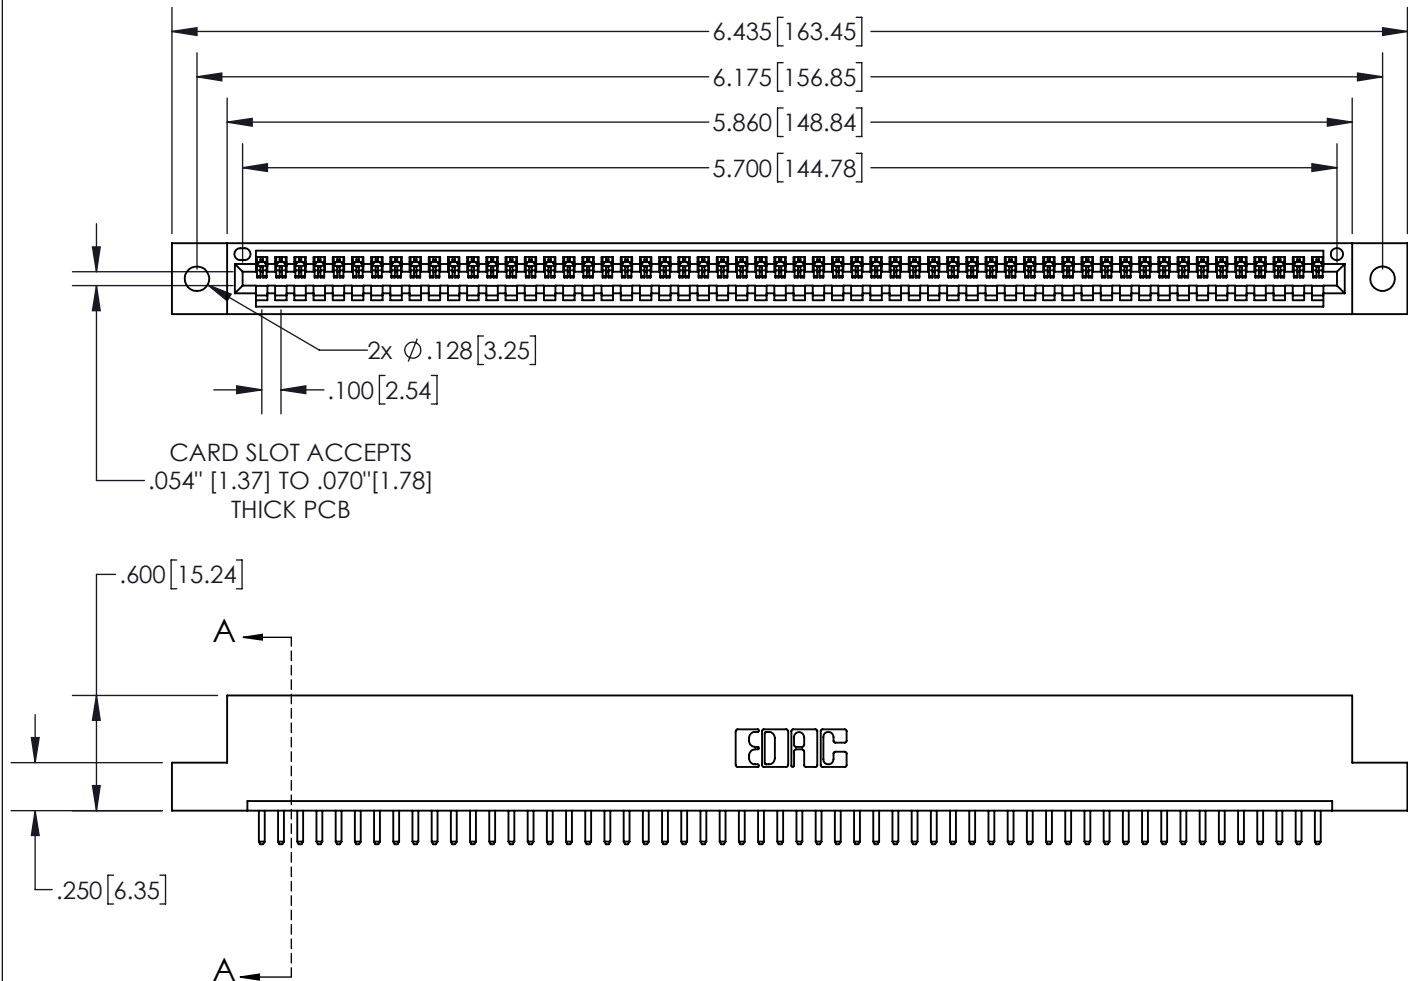 6.435[163.45]
6.175[156.85]
5.860[148.84]
5.700[144.78]
2x Ø.128[3.25]
.100[2.54]
CARD SLOT ACCEPTS
.054" [1.37] TO .070"[1.78]
THICK PCB
.600[15.24]
A
EDAC
.250[6.35]
A